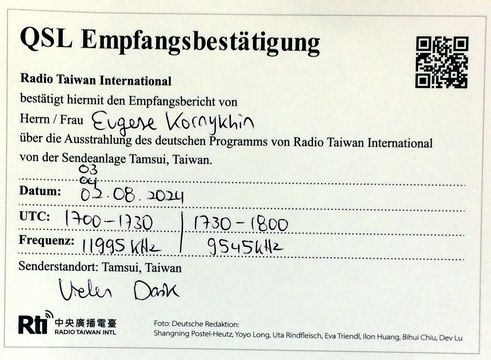 QSL Empfangsbestätigung
Radio Taiwan International
bestätigt hiermit den Empfangsbericht von
Herrn / Frau Eugene Kornykhin
über die Ausstrahlung des deutschen Programms von Radio Taiwan International
von der Sendeanlage Tamsui, Taiwan.
03
04
Datum: 02.08.2024
UTC: 1700-1730 | 1730-1800
Frequenz: 11995 kHz | 9545kHz
Senderstandort: Tamsui, Taiwan
Vielen Dank
Rti 中央廣播電臺
RADIO TAIWAN INTL
Foto: Deutsche Redaktion:
Shangning Postel-Heutz, Yoyo Long, Uta Rindfleisch, Eva Triendl, Ilon Huang, Bihui Chiu, Dev Lu